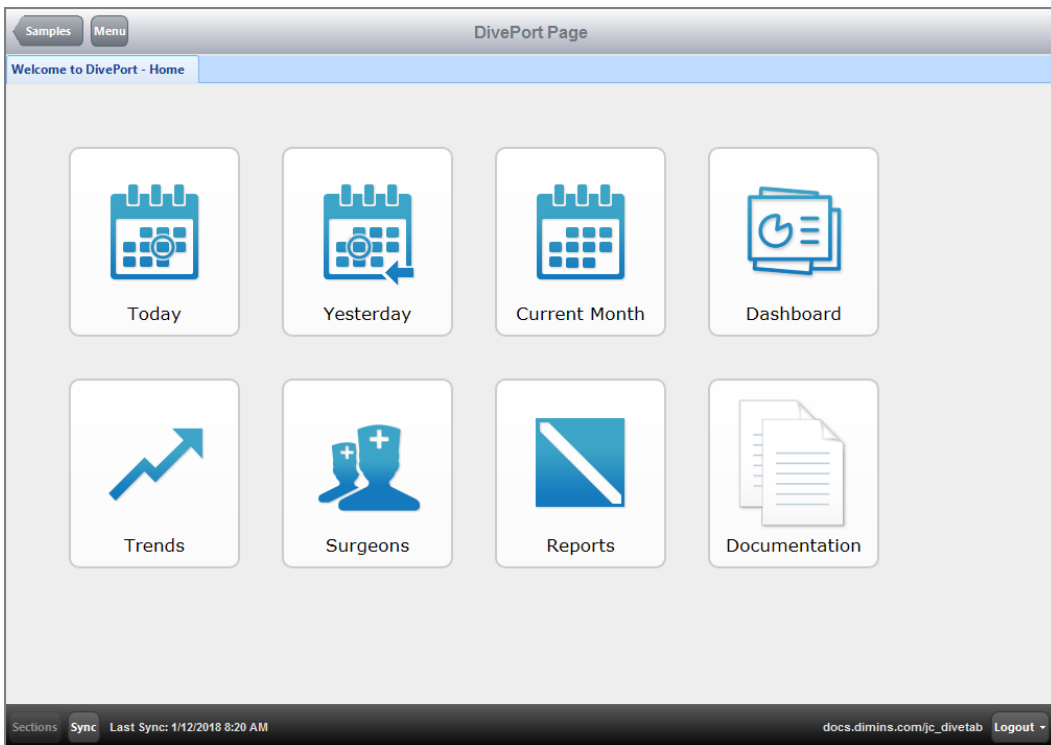 Samples Menu DivePort Page
Welcome to DivePort - Home
Today Yesterday Current Month Dashboard
Trends Surgeons Reports Documentation
Sections Sync Last Sync: 1/12/2018 8:20 AM docs.dimins.com/jc_divetab Logout